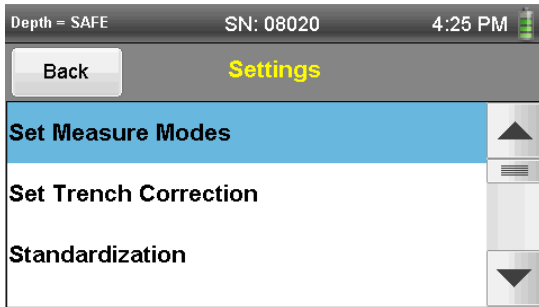 Depth = SAFE SN: 08020 4:25 PM
Back Settings
Set Measure Modes
Set Trench Correction
Standardization